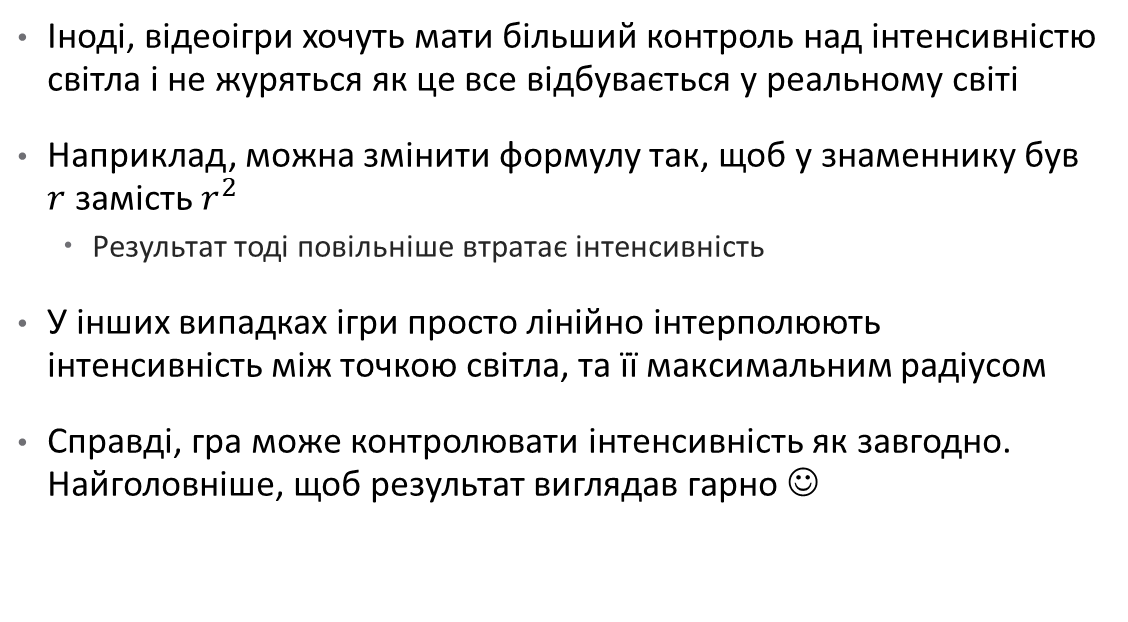 • Іноді, відеоігри хочуть мати більший контроль над інтенсивністю
світла і не журяться як це все відбувається у реальному світі
• Наприклад, можна змінити формулу так, щоб у знаменнику був
r замість r²
• Результат тоді повільніше втратає інтенсивність
• У інших випадках ігри просто лінійно інтерполюють
інтенсивність між точкою світла, та її максимальним радіусом
• Справді, гра може контролювати інтенсивність як завгодно.
Найголовніше, щоб результат виглядав гарно ☺